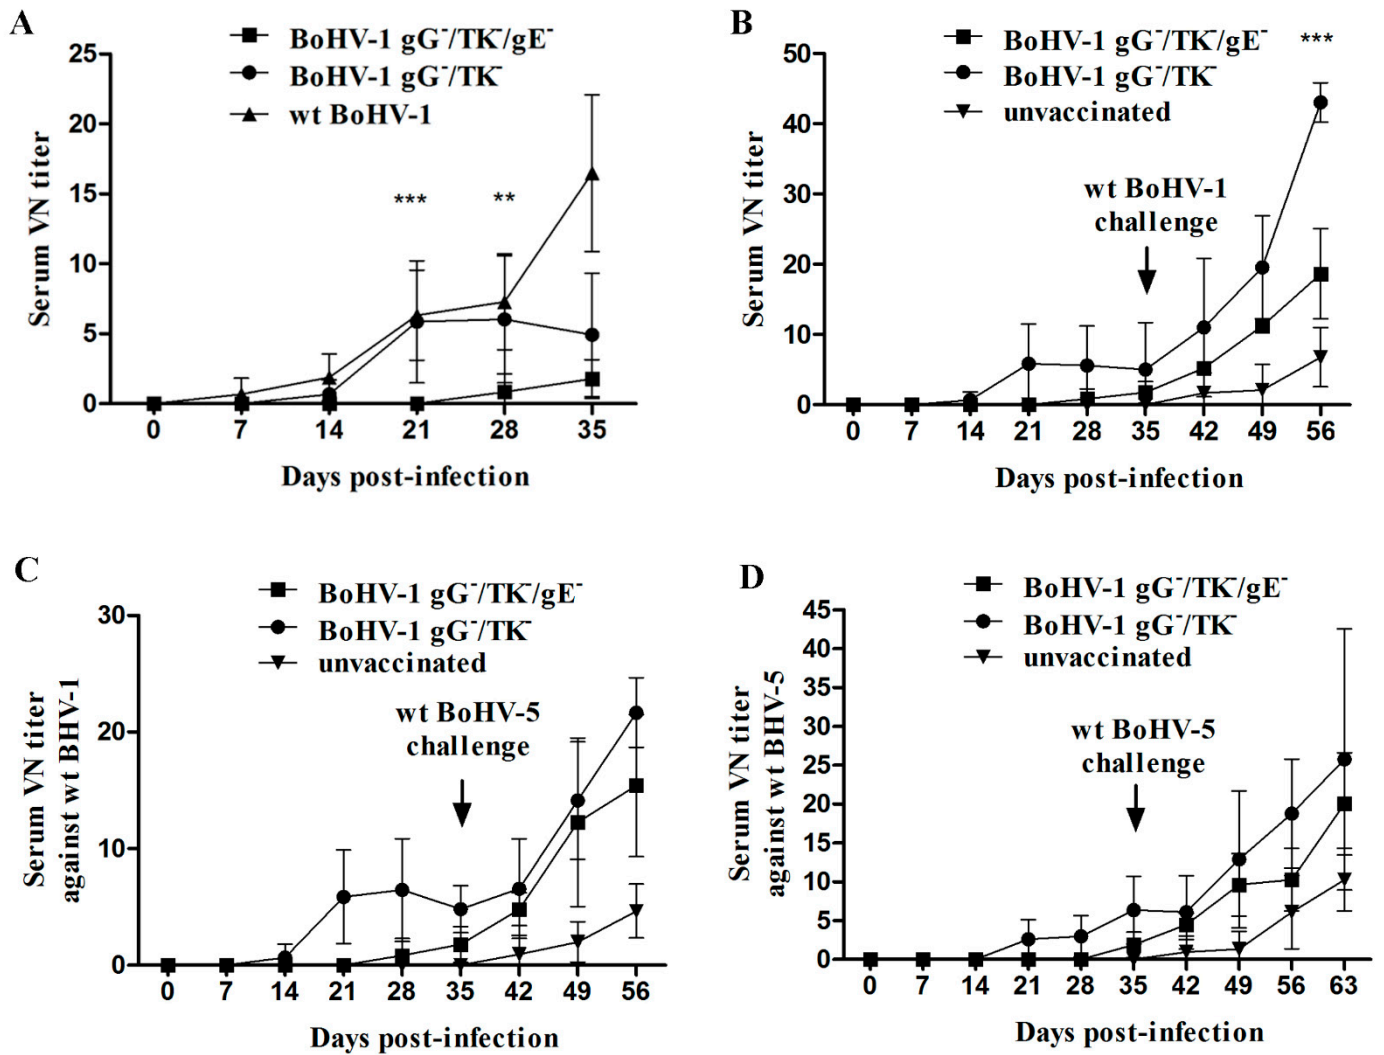 A
BoHV-1 gG⁻/TK⁻/gE⁻
BoHV-1 gG⁻/TK⁻
wt BoHV-1
25
20
15
10
5
0
Serum VN titer
***
**
0 7 14 21 28 35
Days post-infection
B
BoHV-1 gG⁻/TK⁻/gE⁻
BoHV-1 gG⁻/TK⁻
unvaccinated
***
50
40
30
20
10
0
Serum VN titer
wt BoHV-1
challenge
0 7 14 21 28 35 42 49 56
Days post-infection
C
BoHV-1 gG⁻/TK⁻/gE⁻
BoHV-1 gG⁻/TK⁻
unvaccinated
30
20
10
0
Serum VN titer
against wt BHV-1
wt BoHV-5
challenge
0 7 14 21 28 35 42 49 56
Days post-infection
D
BoHV-1 gG⁻/TK⁻/gE⁻
BoHV-1 gG⁻/TK⁻
unvaccinated
45
40
35
30
25
20
15
10
5
0
Serum VN titer
against wt BHV-5
wt BoHV-5
challenge
0 7 14 21 28 35 42 49 56 63
Days post-infection